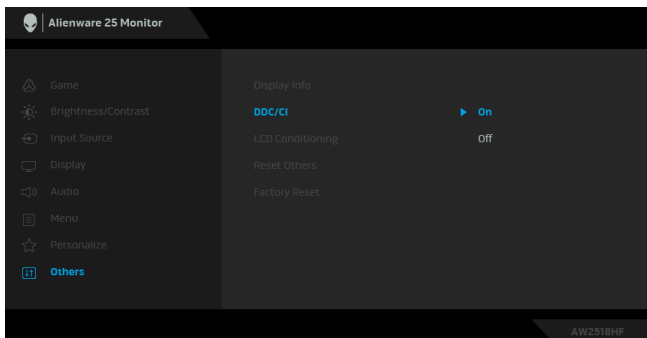 Alienware 25 Monitor
Game
Display Info
Brightness/Contrast
DDC/CI
On
Input Source
LCD Conditioning
Off
Display
Reset Others
Audio
Factory Reset
Menu
Personalize
Others
AW2518HF